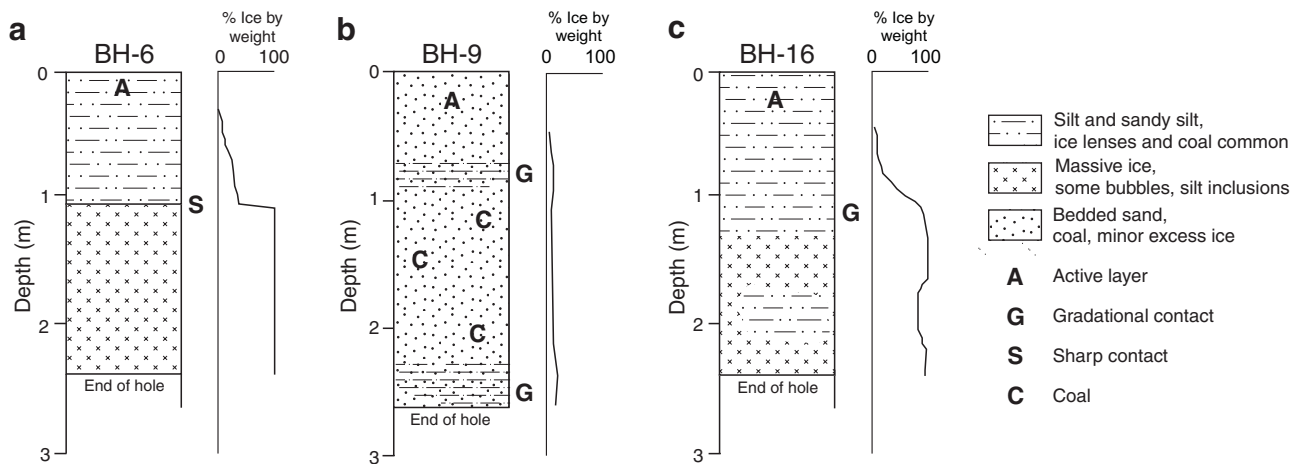 a
BH-6
% Ice by
weight
0 100
0
1
2
3
Depth (m)
A
S
End of hole
b
BH-9
% Ice by
weight
0 100
0
1
2
3
Depth (m)
A
G
C
C
C
G
End of hole
c
BH-16
% Ice by
weight
0 100
0
1
2
3
Depth (m)
A
G
End of hole
Silt and sandy silt,
ice lenses and coal common
Massive ice,
some bubbles, silt inclusions
Bedded sand,
coal, minor excess ice
A Active layer
G Gradational contact
S Sharp contact
C Coal